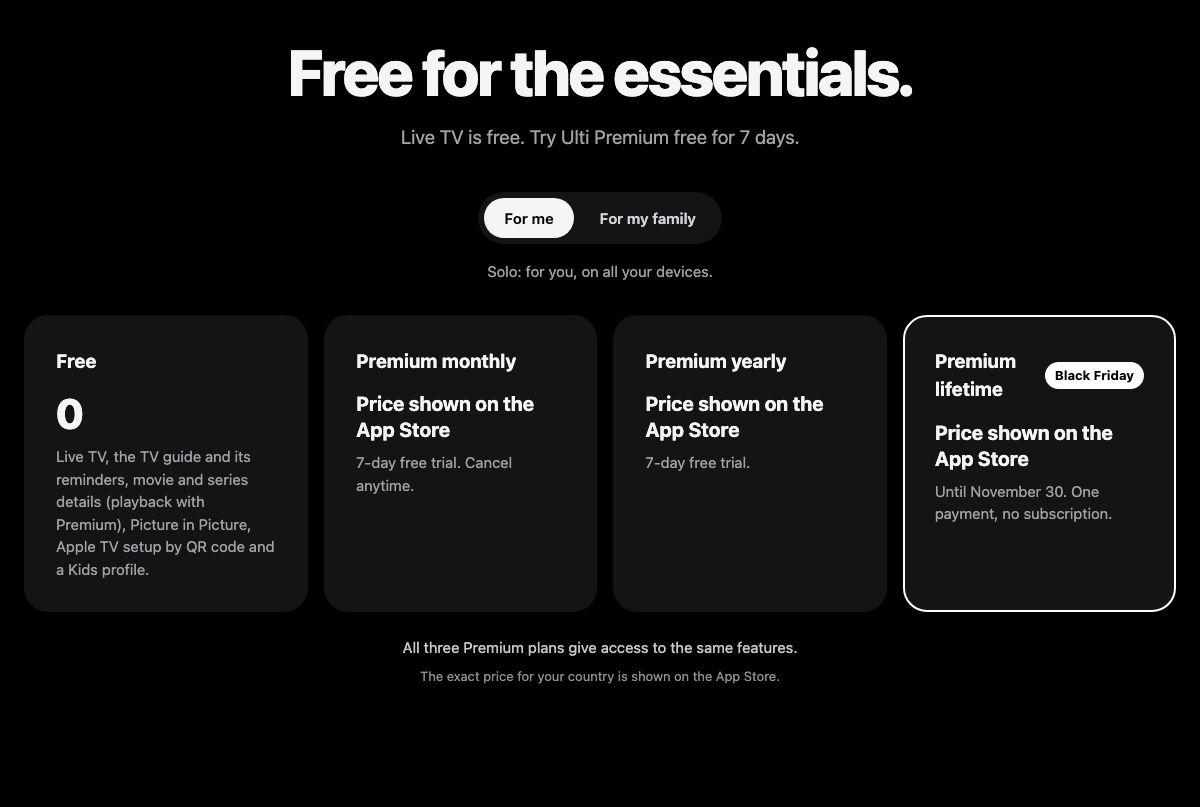 Free for the essentials.
Live TV is free. Try Ulti Premium free for 7 days.
For me
For my family
Solo: for you, on all your devices.
Free
0
Live TV, the TV guide and its
reminders, movie and series
details (playback with
Premium), Picture in Picture,
Apple TV setup by QR code and
a Kids profile.
Premium monthly
Price shown on the
App Store
7-day free trial. Cancel
anytime.
Premium yearly
Price shown on the
App Store
7-day free trial.
Premium
lifetime
Black Friday
Price shown on the
App Store
Until November 30. One
payment, no subscription.
All three Premium plans give access to the same features.
The exact price for your country is shown on the App Store.